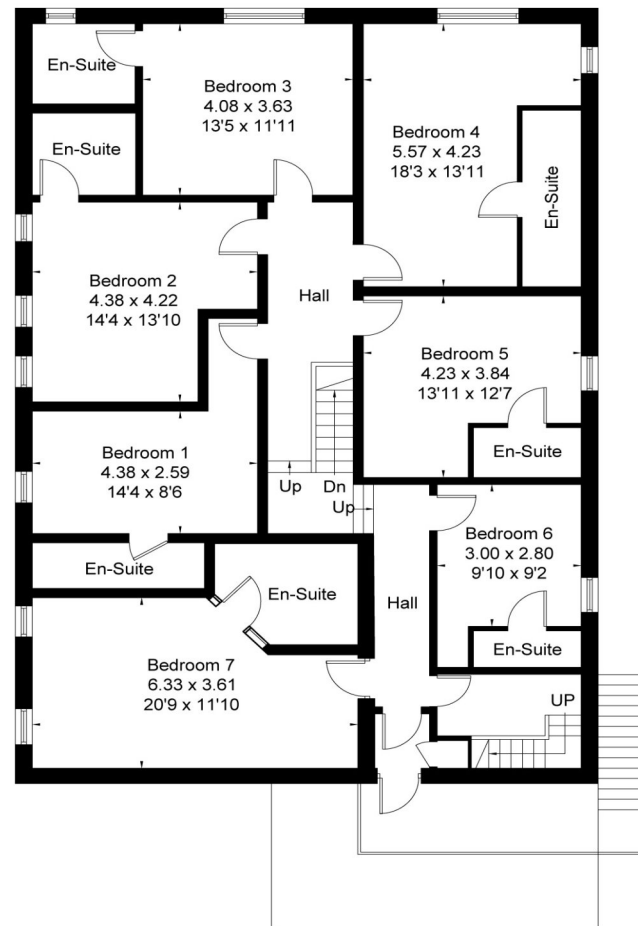 En-Suite
Bedroom 3
4.08 x 3.63
13'5 x 11'11
Bedroom 4
5.57 x 4.23
18'3 x 13'11
En-Suite
En-Suite
Bedroom 2
4.38 x 4.22
14'4 x 13'10
Hall
Bedroom 5
4.23 x 3.84
13'11 x 12'7
En-Suite
Bedroom 1
4.38 x 2.59
14'4 x 8'6
Up
Dn
Up
En-Suite
En-Suite
Hall
Bedroom 6
3.00 x 2.80
9'10 x 9'2
En-Suite
Bedroom 7
6.33 x 3.61
20'9 x 11'10
UP